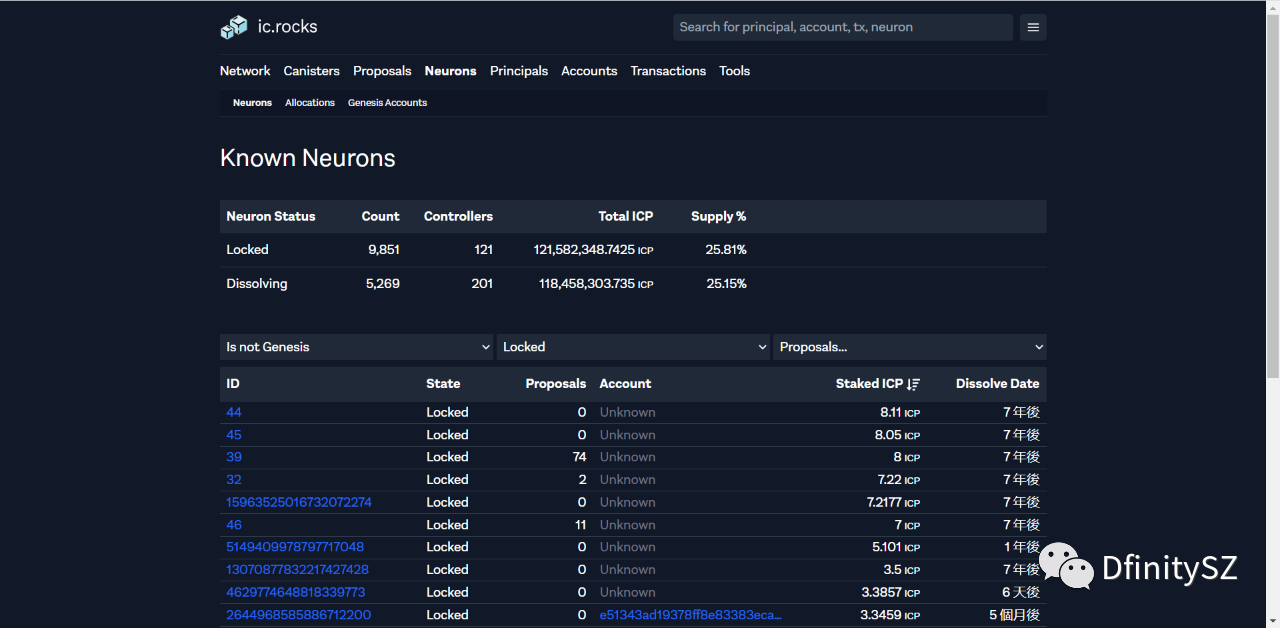 ic.rocks Search for principal, account, tx, neuron
Network Canisters Proposals Neurons Principals Accounts Transactions Tools
Neurons Allocations Genesis Accounts
Known Neurons
Neuron Status Count Controllers Total ICP Supply %
Locked 9,851 121 121,582,348.7425 ICP 25.81%
Dissolving 5,269 201 118,458,303.735 ICP 25.15%
Is not Genesis Locked Proposals...
ID State Proposals Account Staked ICP Dissolve Date
44 Locked 0 Unknown 8.11 ICP 7 年後
45 Locked 0 Unknown 8.05 ICP 7 年後
39 Locked 74 Unknown 8 ICP 7 年後
32 Locked 2 Unknown 7.22 ICP 7 年後
15963525016732072274 Locked 0 Unknown 7.2177 ICP 7 年後
46 Locked 11 Unknown 7 ICP 7 年後
5149409978797717048 Locked 0 Unknown 5.101 ICP 1 年後
13070877832217427428 Locked 0 Unknown 3.5 ICP 7 年後
4629774648818339773 Locked 0 Unknown 3.3857 ICP 6 天後
2644968585886712200 Locked 0 e51343ad19378ff8e83383eca... 3.3459 ICP 5 個月後
DfinitySZ